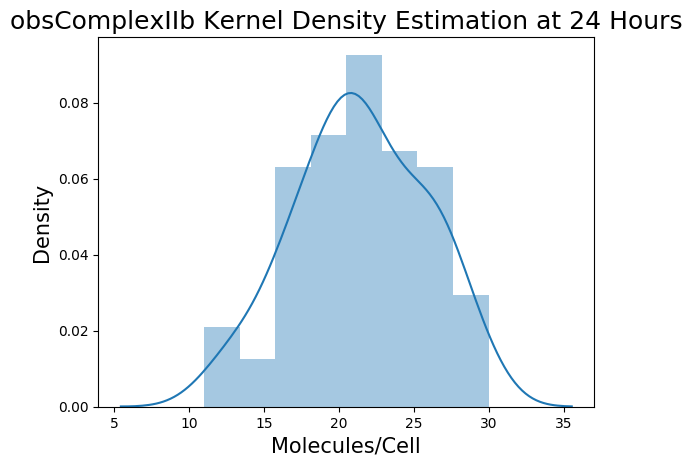 obsComplexIIb Kernel Density Estimation at 24 Hours
Density
0.08
0.06
0.04
0.02
0.00
5 10 15 20 25 30 35
Molecules/Cell